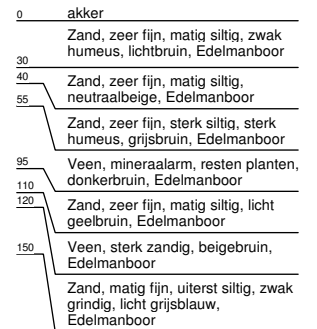 0 akker
Zand, zeer fijn, matig siltig, zwak
humeus, lichtbruin, Edelmanboor
30
40 Zand, zeer fijn, matig siltig,
neutraalbeige, Edelmanboor
55
Zand, zeer fijn, sterk siltig, sterk
humeus, grijsbruin, Edelmanboor
95 Veen, mineraalarm, resten planten,
donkerbruin, Edelmanboor
110
120 Zand, zeer fijn, matig siltig, licht
geelbruin, Edelmanboor
150 Veen, sterk zandig, beigebruin,
Edelmanboor
Zand, matig fijn, uiterst siltig, zwak
grindig, licht grijsblauw,
Edelmanboor